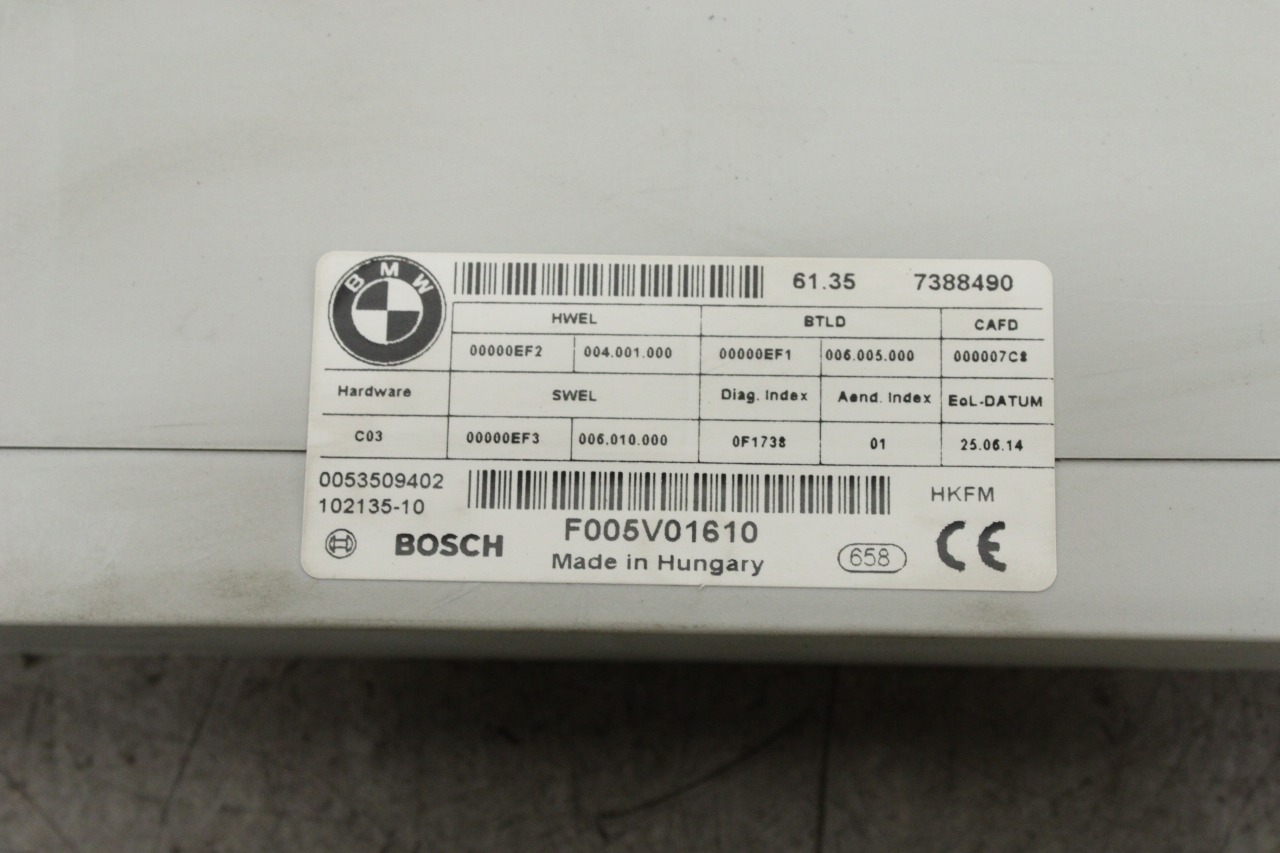 BMW
61.35 7388490
HWEL BTLD CAFD
00000EF2 004.001.000 00000EF1 006.005.000 000007C8
Hardware SWEL Diag. Index Aend. Index EoL-DATUM
C03 00000EF3 006.010.000 0F1738 01 25.06.14
0053509402
102135-10
HKFM
F005V01610
BOSCH
Made in Hungary
658
CE